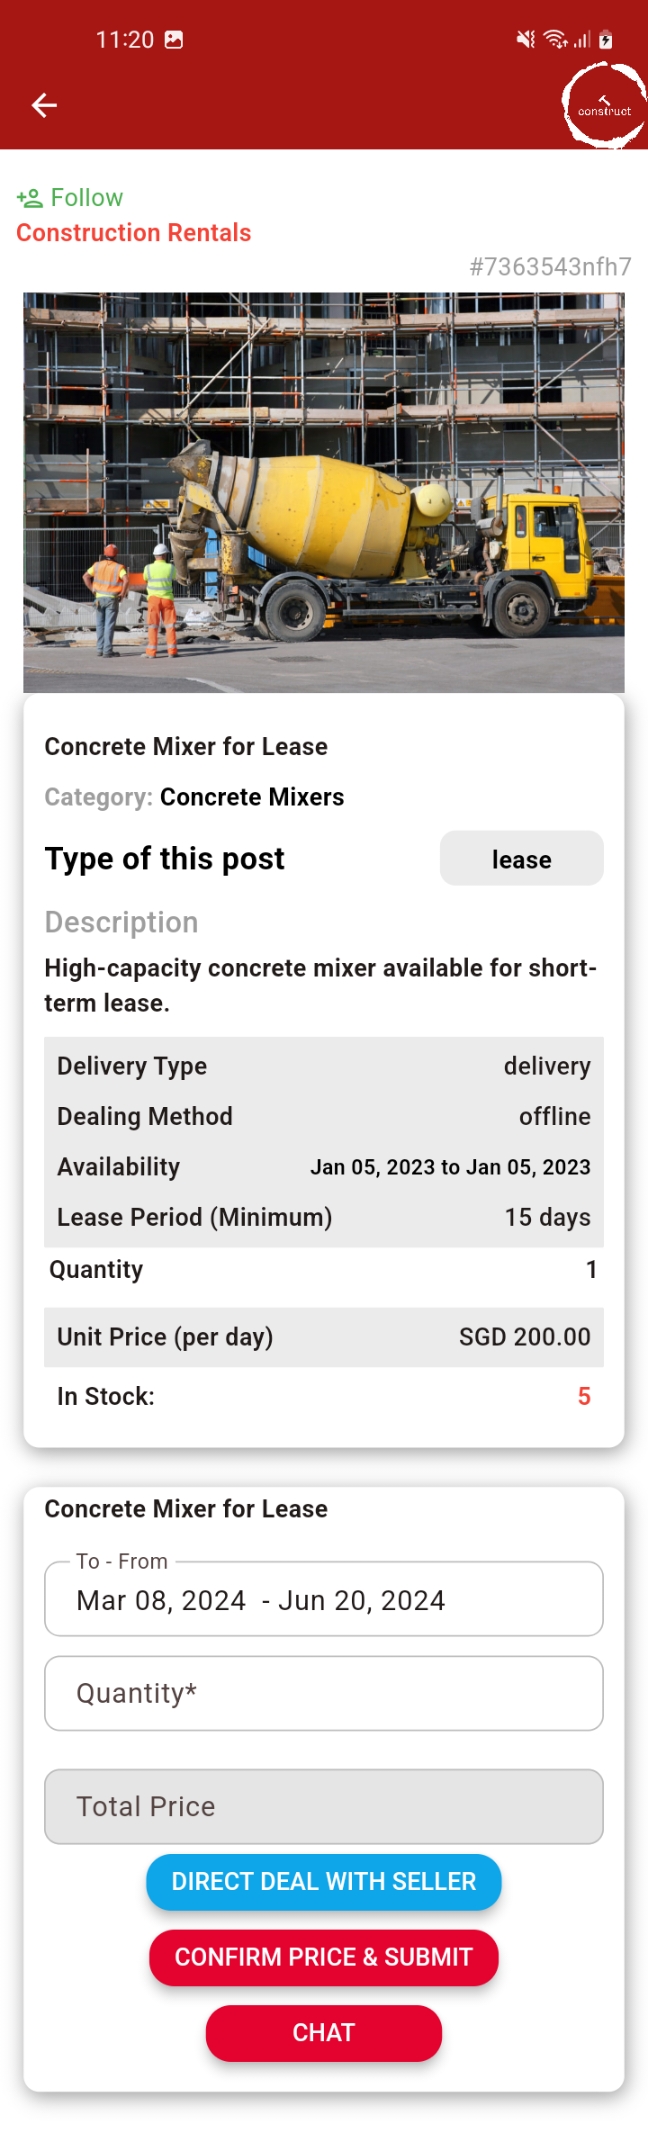 11:20
construct
Follow
Construction Rentals
#7363543nfh7
Concrete Mixer for Lease
Category: Concrete Mixers
Type of this post lease
Description
High-capacity concrete mixer available for short-
term lease.
Delivery Type delivery
Dealing Method offline
Availability Jan 05, 2023 to Jan 05, 2023
Lease Period (Minimum) 15 days
Quantity 1
Unit Price (per day) SGD 200.00
In Stock: 5
Concrete Mixer for Lease
To - From
Mar 08, 2024 - Jun 20, 2024
Quantity*
Total Price
DIRECT DEAL WITH SELLER
CONFIRM PRICE & SUBMIT
CHAT